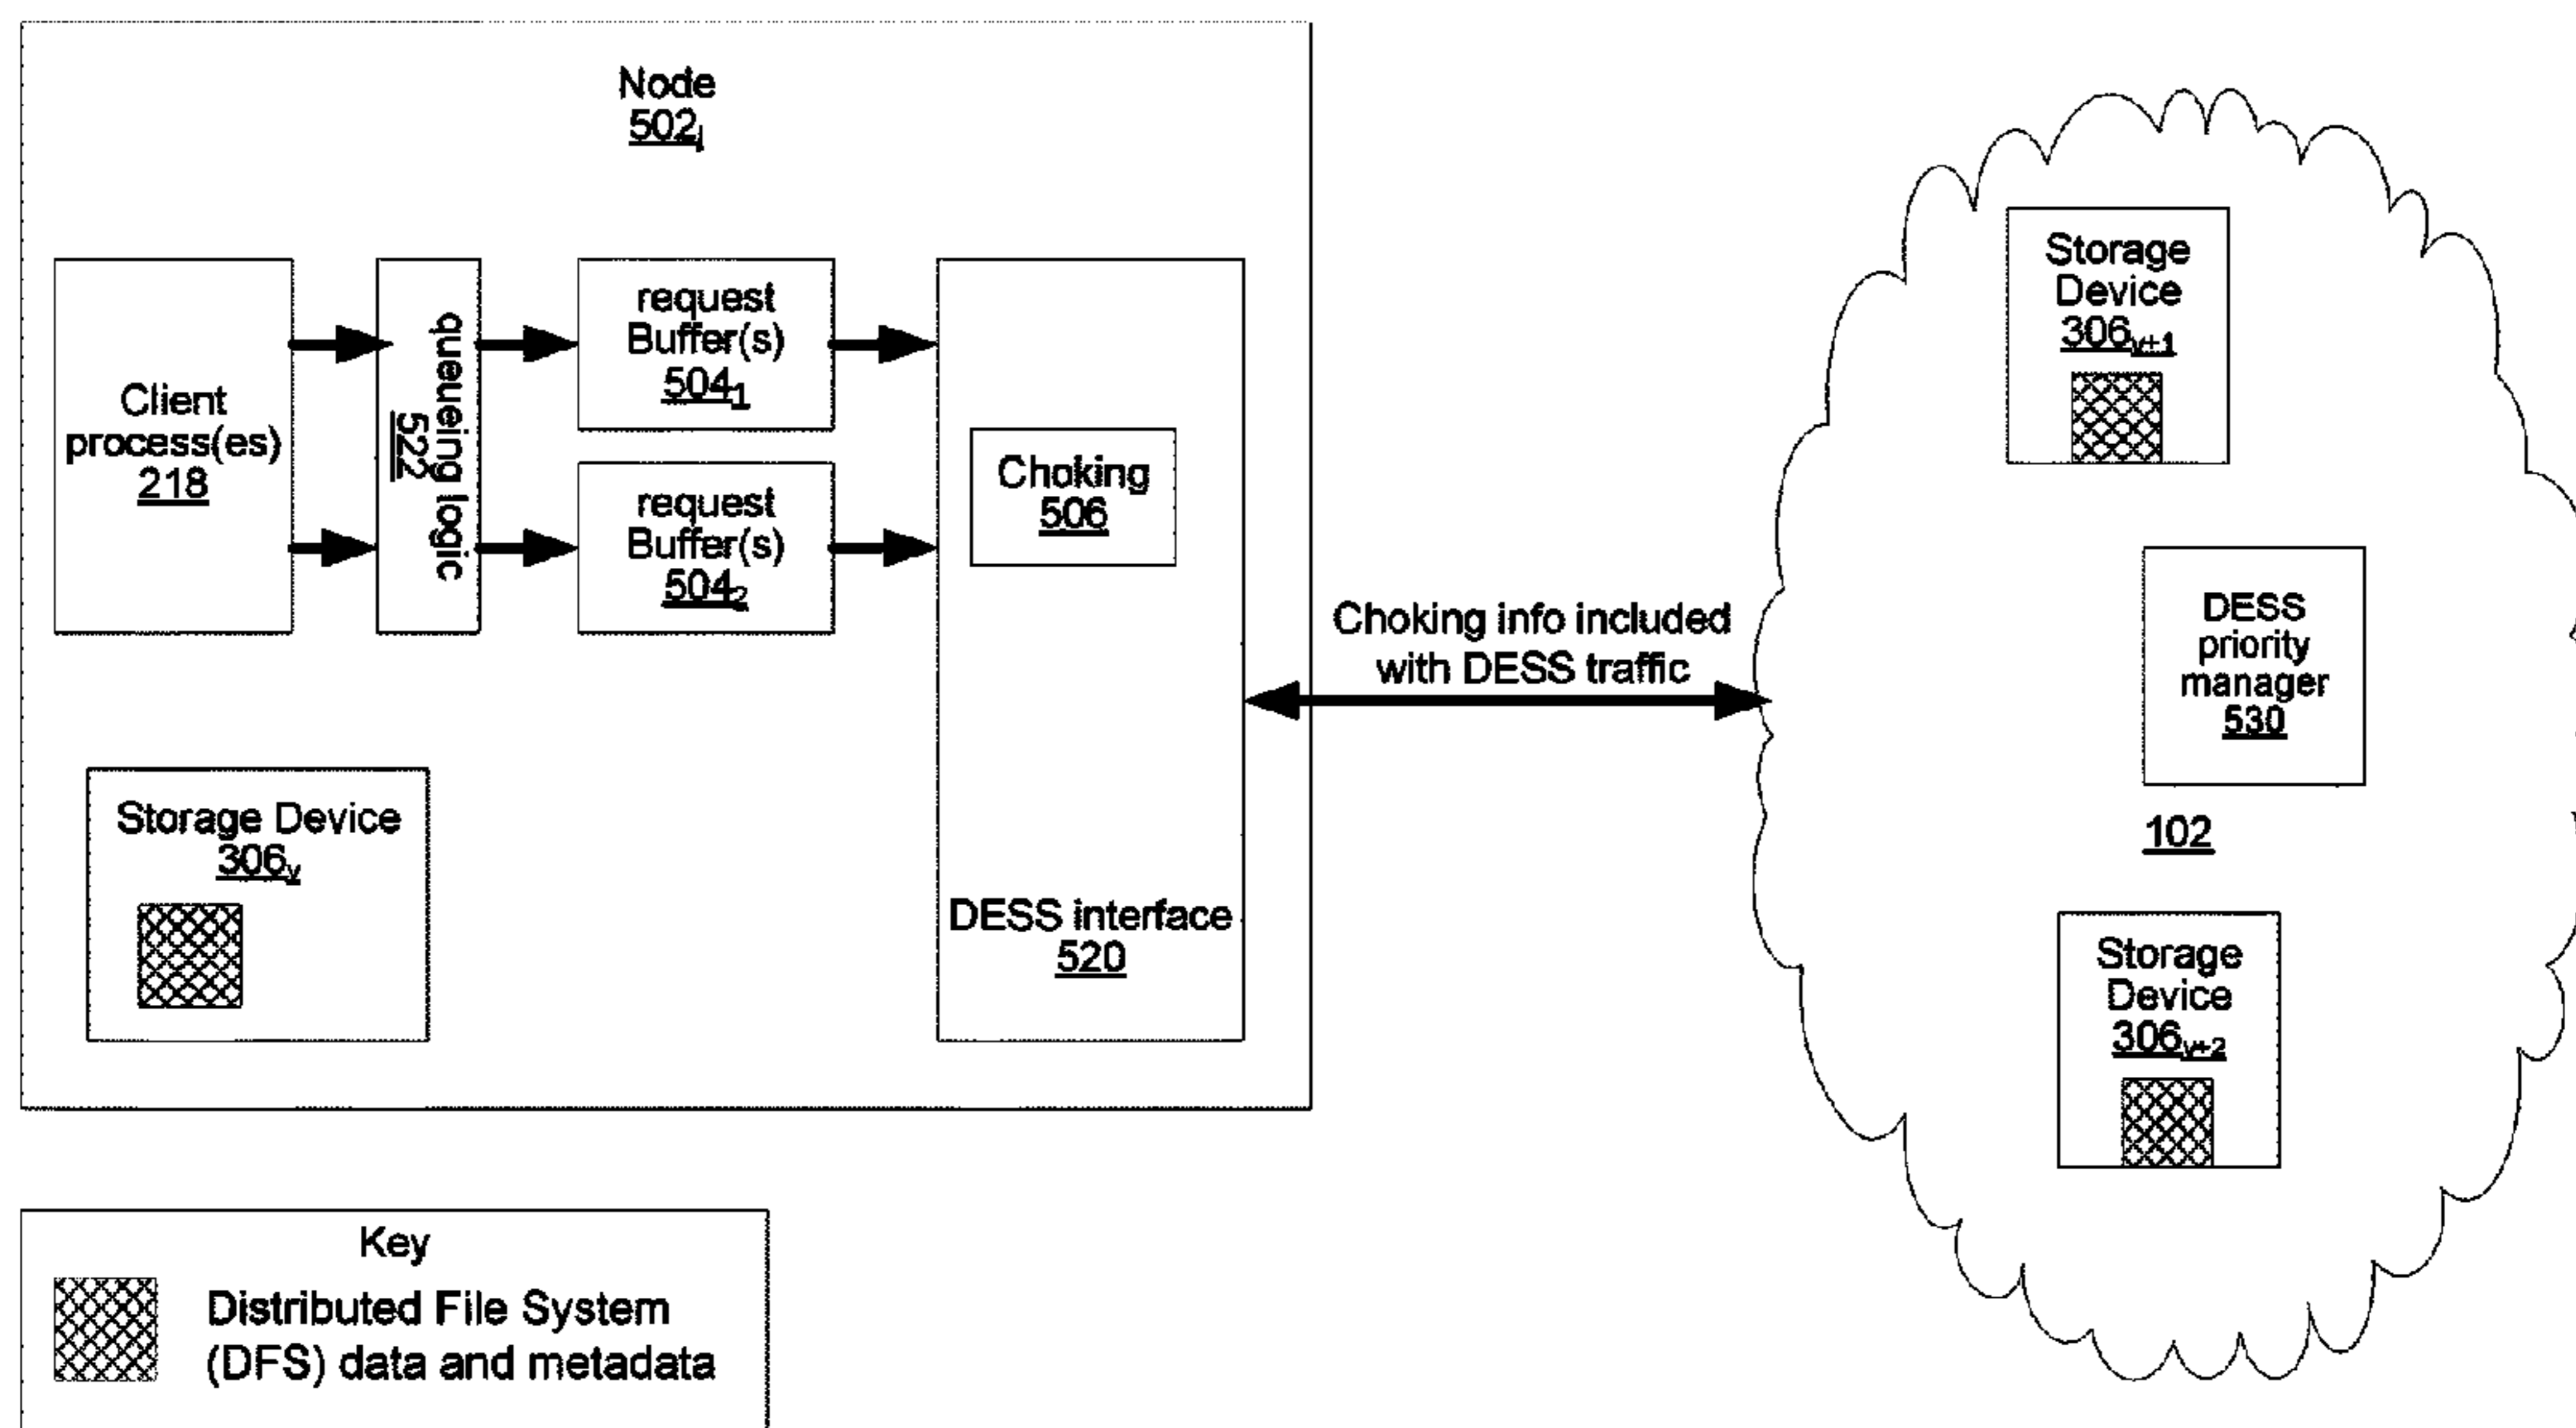 Node
502j
Client
process(es)
218
queueing logic
522
request
Buffer(s)
504₁
request
Buffer(s)
504₂
Choking
506
DESS interface
520
Storage Device
306ᵥ
Choking info included
with DESS traffic
Storage
Device
306ᵥ₊₁
DESS
priority
manager
530
102
Storage
Device
306ᵥ₊₂
Key
Distributed File System
(DFS) data and metadata